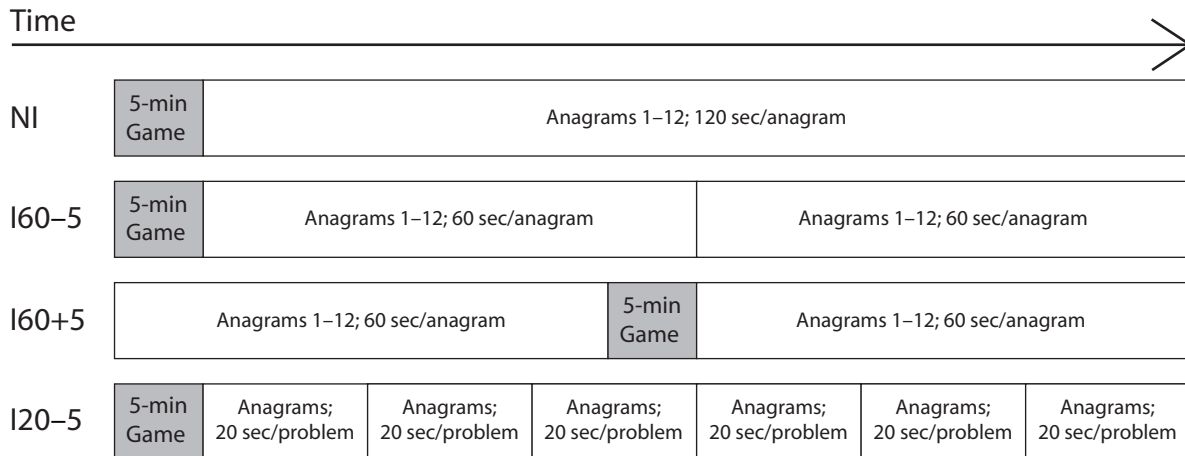 Time
NI
5-min
Game
Anagrams 1–12; 120 sec/anagram
I60–5
5-min
Game
Anagrams 1–12; 60 sec/anagram
Anagrams 1–12; 60 sec/anagram
I60+5
Anagrams 1–12; 60 sec/anagram
5-min
Game
Anagrams 1–12; 60 sec/anagram
I20–5
5-min
Game
Anagrams;
20 sec/problem
Anagrams;
20 sec/problem
Anagrams;
20 sec/problem
Anagrams;
20 sec/problem
Anagrams;
20 sec/problem
Anagrams;
20 sec/problem